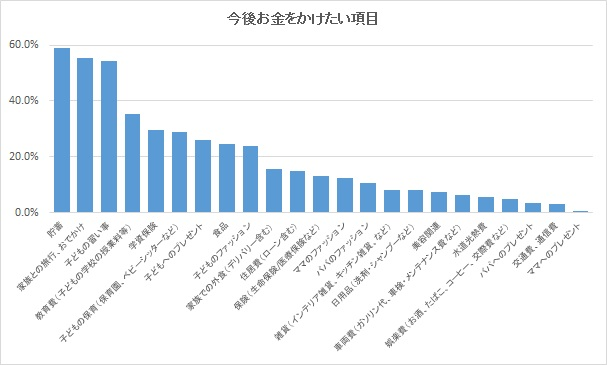 今後お金をかけたい項目
60.0%
40.0%
20.0%
0.0%
貯蓄
家族との旅行、おでかけ
子どもの習い事
教育費(子どもの学校の授業料等)
学資保険
子どもの保育(保育園、ベビーシッターなど)
子どもへのプレゼント
食品
子どものファッション
家族での外食(デリバリー含む)
住居費(ローン含む)
保険(生命保険/医療保険など)
ママのファッション
パパのファッション
雑貨(インテリア雑貨、キッチン雑貨、など)
日用品(洗剤・シャンプーなど)
美容関連
車両費(ガソリン代、車検・メンテナンス費など)
水道光熱費
娯楽費(お酒、たばこ、コーヒー、交際費など)
パパへのプレゼント
交通費・通信費
ママへのプレゼント